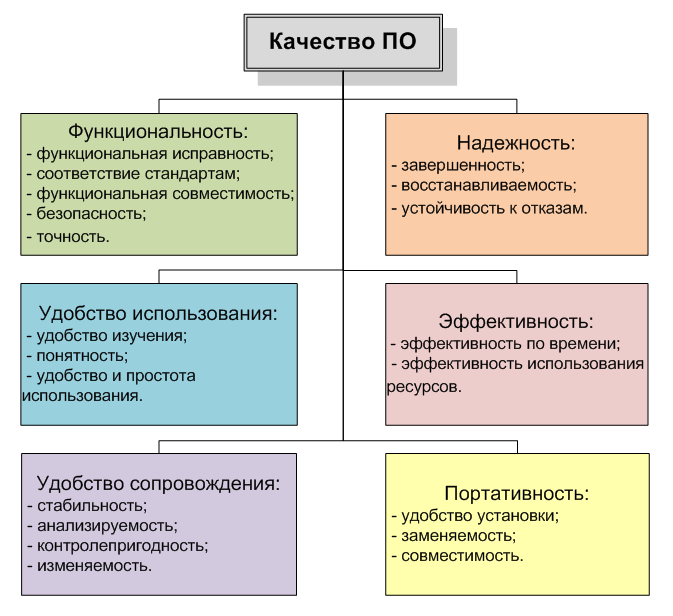 Качество ПО
Функциональность:
- функциональная исправность;
- соответствие стандартам;
- функциональная совместимость;
- безопасность;
- точность.
Надежность:
- завершенность;
- восстанавливаемость;
- устойчивость к отказам.
Удобство использования:
- удобство изучения;
- понятность;
- удобство и простота
использования.
Эффективность:
- эффективность по времени;
- эффективность использования
ресурсов.
Удобство сопровождения:
- стабильность;
- анализируемость;
- контролепригодность;
- изменяемость.
Портативность:
- удобство установки;
- заменяемость;
- совместимость.